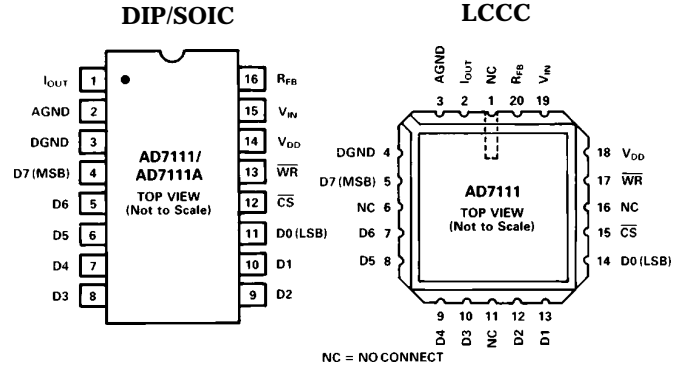 DIP/SOIC
I_OUT 1
AGND 2
DGND 3
D7 (MSB) 4
D6 5
D5 6
D4 7
D3 8
AD7111/
AD7111A
TOP VIEW
(Not to Scale)
16 R_FB
15 V_IN
14 V_DD
13 W̅R̅
12 C̅S̅
11 D0 (LSB)
10 D1
9 D2
LCCC
AGND I_OUT NC R_FB V_IN
3 2 1 20 19
DGND 4
D7 (MSB) 5
NC 6
D6 7
D5 8
AD7111
TOP VIEW
(Not to Scale)
18 V_DD
17 W̅R̅
16 NC
15 C̅S̅
14 D0 (LSB)
9 10 11 12 13
D4 D3 NC D2 D1
NC = NO CONNECT